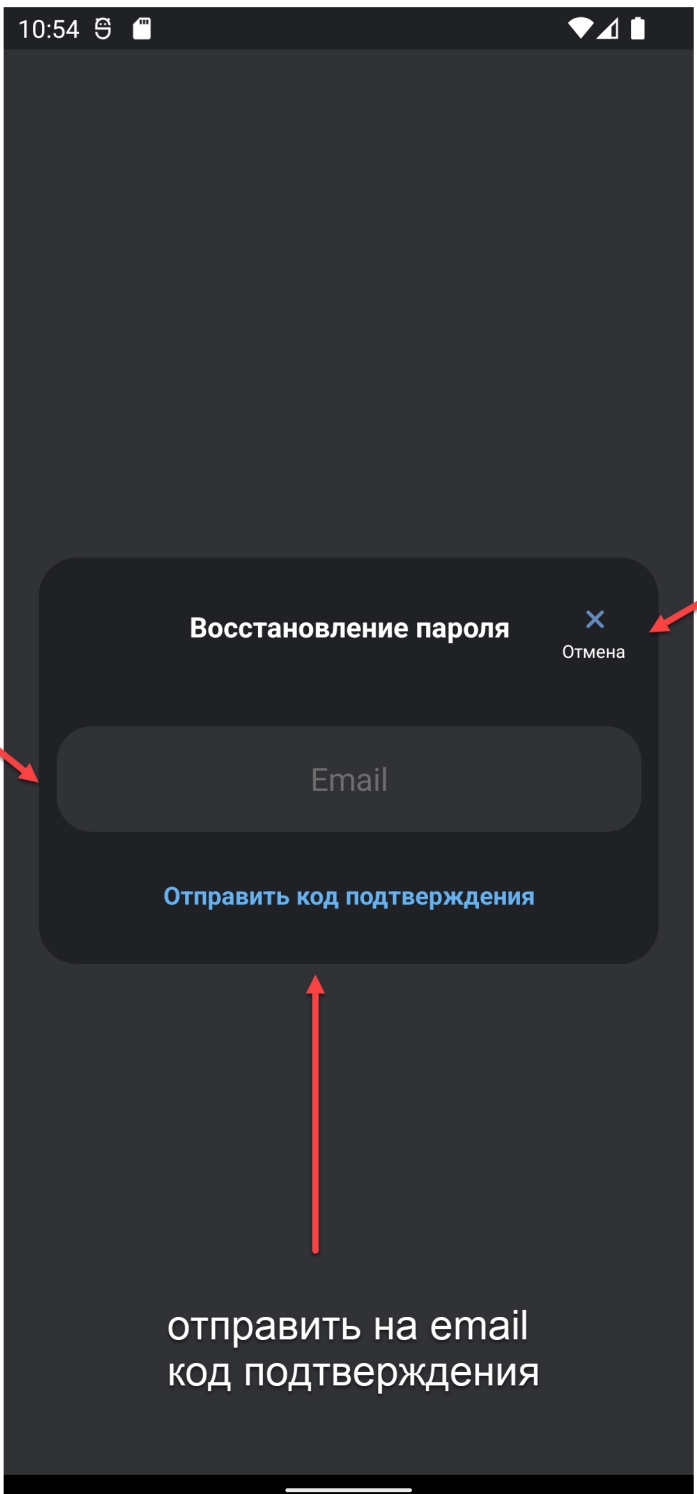 10:54
Восстановление пароля
Отмена
Email
Отправить код подтверждения
отправить на email
код подтверждения